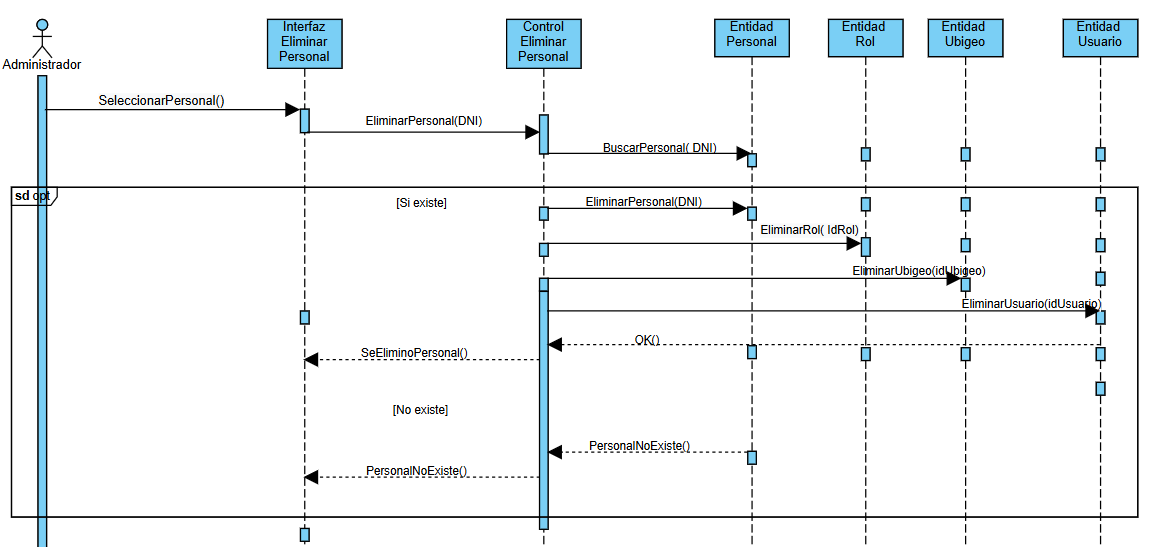 Administrador
Interfaz
Eliminar
Personal
Control
Eliminar
Personal
Entidad
Personal
Entidad
Rol
Entidad
Ubigeo
Entidad
Usuario
SeleccionarPersonal()
EliminarPersonal(DNI)
BuscarPersonal( DNI)
sd opt
[Si existe]
EliminarPersonal(DNI)
EliminarRol( IdRol)
EliminarUbigeo(idUbigeo)
EliminarUsuario(idUsuario)
OK()
SeEliminoPersonal()
[No existe]
PersonalNoExiste()
PersonalNoExiste()